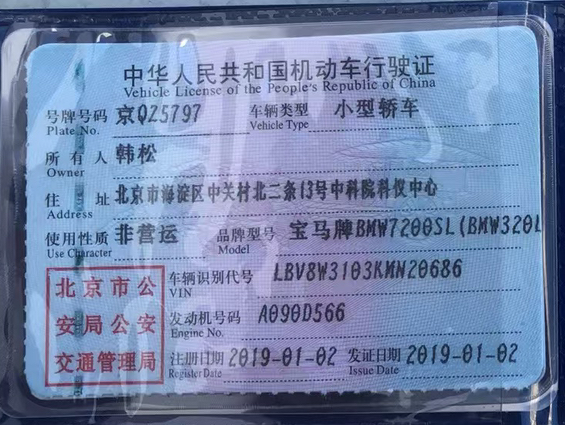 中华人民共和国机动车行驶证
Vehicle License of the People's Republic of China
号牌号码 京QZ5797 车辆类型 小型轿车
Plate No. Vehicle Type
所有人 韩松
Owner
住址 北京市海淀区中关村北二条13号中科院科仪中心
Address
使用性质 非营运 品牌型号 宝马牌BMW7200SL(BMW320L
Use Character Model
北京市公安局公安交通管理局
车辆识别代号 LBV8W3103KMN20686
VIN
发动机号码 A090D566
Engine No.
注册日期 2019-01-02 发证日期 2019-01-02
Register Date Issue Date